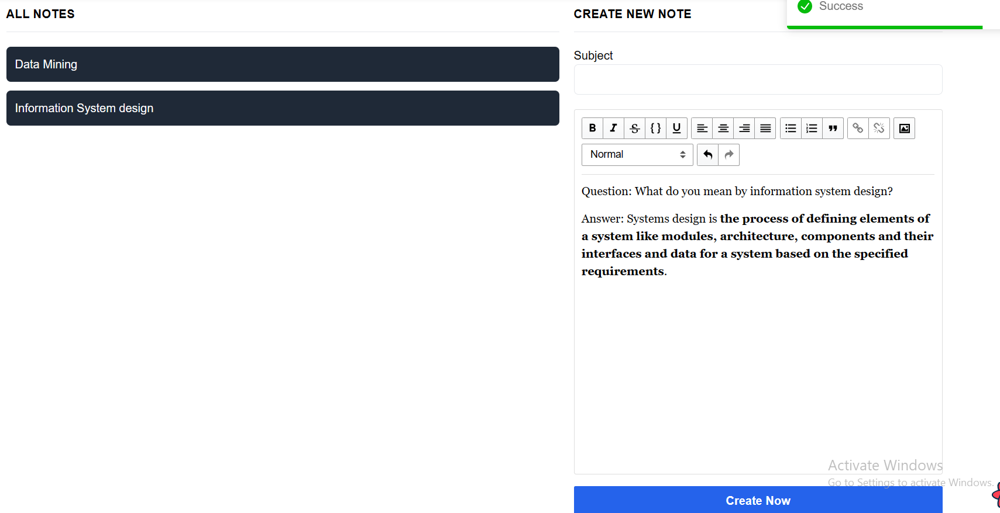 ALL NOTES
Data Mining
Information System design
CREATE NEW NOTE
Success
Subject
B I S {} U
Normal
Question: What do you mean by information system design?
Answer: Systems design is the process of defining elements of
a system like modules, architecture, components and their
interfaces and data for a system based on the specified
requirements.
Activate Windows
Go to Settings to activate Windows.
Create Now